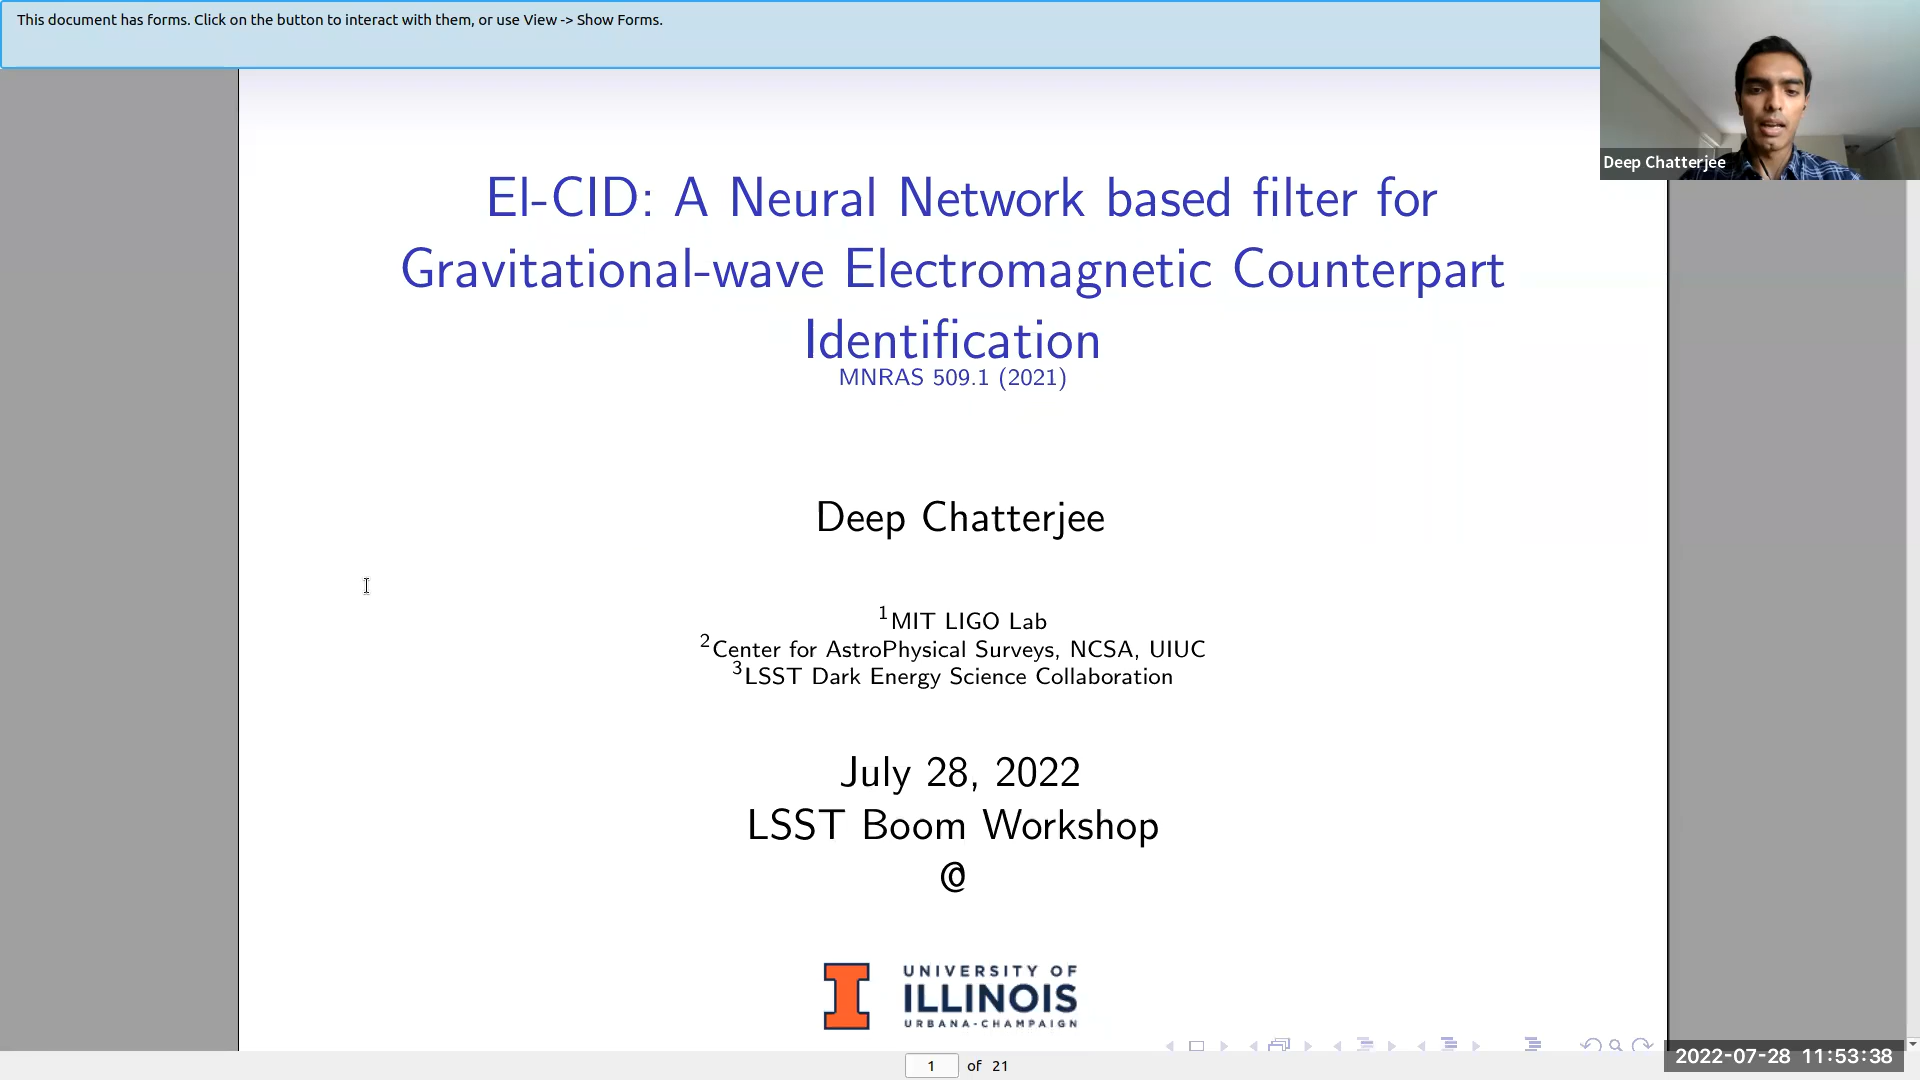 This document has forms. Click on the button to interact with them, or use View -> Show Forms.
Deep Chatterjee
El-CID: A Neural Network based filter for
Gravitational-wave Electromagnetic Counterpart
Identification
MNRAS 509.1 (2021)
Deep Chatterjee
1MIT LIGO Lab
2Center for AstroPhysical Surveys, NCSA, UIUC
3LSST Dark Energy Science Collaboration
July 28, 2022
LSST Boom Workshop
@
I
UNIVERSITY OF
ILLINOIS
URBANA-CHAMPAIGN
1 of 21
2022-07-28 11:53:38